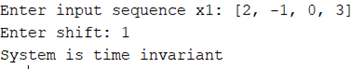 Enter input sequence x1: [2, -1, 0, 3]
Enter shift: 1
System is time invariant